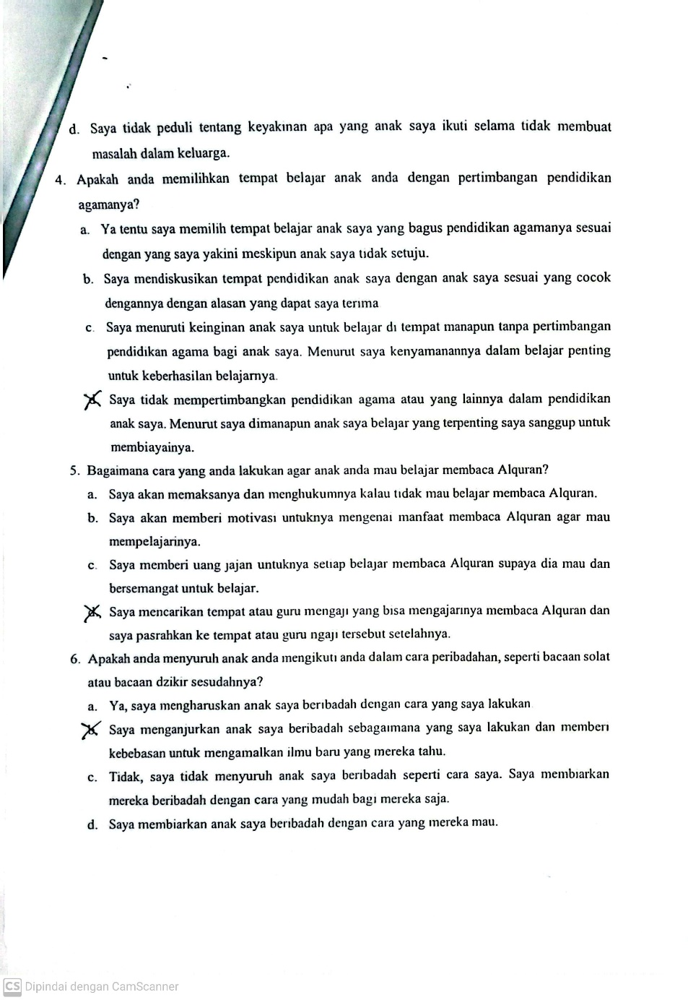 d. Saya tidak peduli tentang keyakinan apa yang anak saya ikuti selama tidak membuat
masalah dalam keluarga.
4. Apakah anda memilihkan tempat belajar anak anda dengan pertimbangan pendidikan
agamanya?
a. Ya tentu saya memilih tempat belajar anak saya yang bagus pendidikan agamanya sesuai
dengan yang saya yakini meskipun anak saya tidak setuju.
b. Saya mendiskusikan tempat pendidikan anak saya dengan anak saya sesuai yang cocok
dengannya dengan alasan yang dapat saya terima
c. Saya menuruti keinginan anak saya untuk belajar di tempat manapun tanpa pertimbangan
pendidikan agama bagi anak saya. Menurut saya kenyamanannya dalam belajar penting
untuk keberhasilan belajarnya.
d. Saya tidak mempertimbangkan pendidikan agama atau yang lainnya dalam pendidikan
anak saya. Menurut saya dimanapun anak saya belajar yang terpenting saya sanggup untuk
membiayainya.
5. Bagaimana cara yang anda lakukan agar anak anda mau belajar membaca Alquran?
a. Saya akan memaksanya dan menghukumnya kalau tidak mau belajar membaca Alquran.
b. Saya akan memberi motivasi untuknya mengenai manfaat membaca Alquran agar mau
mempelajarinya.
c. Saya memberi uang jajan untuknya setiap belajar membaca Alquran supaya dia mau dan
bersemangat untuk belajar.
d. Saya mencarikan tempat atau guru mengaji yang bisa mengajarinya membaca Alquran dan
saya pasrahkan ke tempat atau guru ngaji tersebut setelahnya.
6. Apakah anda menyuruh anak anda mengikuti anda dalam cara peribadahan, seperti bacaan solat
atau bacaan dzikir sesudahnya?
a. Ya, saya mengharuskan anak saya beribadah dengan cara yang saya lakukan
b. Saya menganjurkan anak saya beribadah sebagaimana yang saya lakukan dan memberi
kebebasan untuk mengamalkan ilmu baru yang mereka tahu.
c. Tidak, saya tidak menyuruh anak saya beribadah seperti cara saya. Saya membiarkan
mereka beribadah dengan cara yang mudah bagi mereka saja.
d. Saya membiarkan anak saya beribadah dengan cara yang mereka mau.
CS Dipindai dengan CamScanner